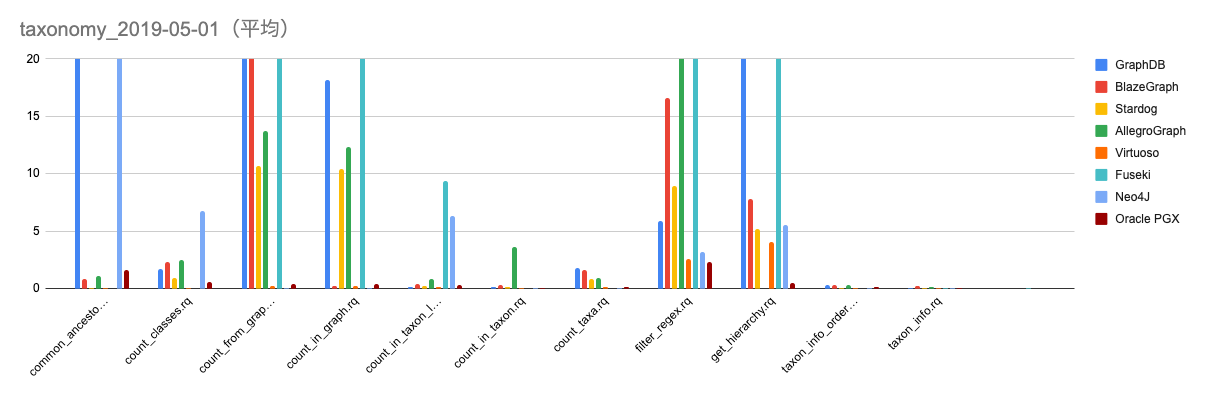 taxonomy_2019-05-01（平均）
20
15
10
5
0
common_ancesto…
count_classes.rq
count_from_grap…
count_in_graph.rq
count_in_taxon_l…
count_in_taxon.rq
count_taxa.rq
filter_regex.rq
get_hierarchy.rq
taxon_info_order…
taxon_info.rq
GraphDB
BlazeGraph
Stardog
AllegroGraph
Virtuoso
Fuseki
Neo4J
Oracle PGX